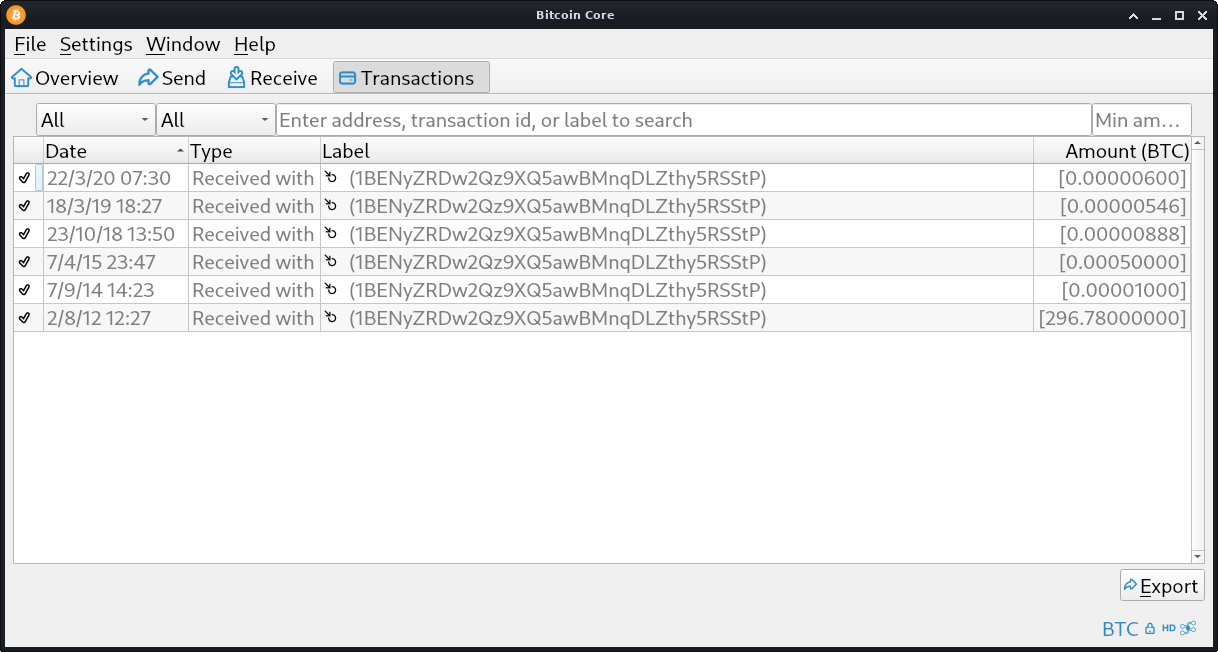 Bitcoin Core
File Settings Window Help
Overview Send Receive Transactions
All All Enter address, transaction id, or label to search Min am...
Date Type Label Amount (BTC)
22/3/20 07:30 Received with (1BENyZRDw2Qz9XQ5awBMnqDLZthy5RSStP) [0.00000600]
18/3/19 18:27 Received with (1BENyZRDw2Qz9XQ5awBMnqDLZthy5RSStP) [0.00000546]
23/10/18 13:50 Received with (1BENyZRDw2Qz9XQ5awBMnqDLZthy5RSStP) [0.00000888]
7/4/15 23:47 Received with (1BENyZRDw2Qz9XQ5awBMnqDLZthy5RSStP) [0.00050000]
7/9/14 14:23 Received with (1BENyZRDw2Qz9XQ5awBMnqDLZthy5RSStP) [0.00001000]
2/8/12 12:27 Received with (1BENyZRDw2Qz9XQ5awBMnqDLZthy5RSStP) [296.78000000]
Export
BTC HD